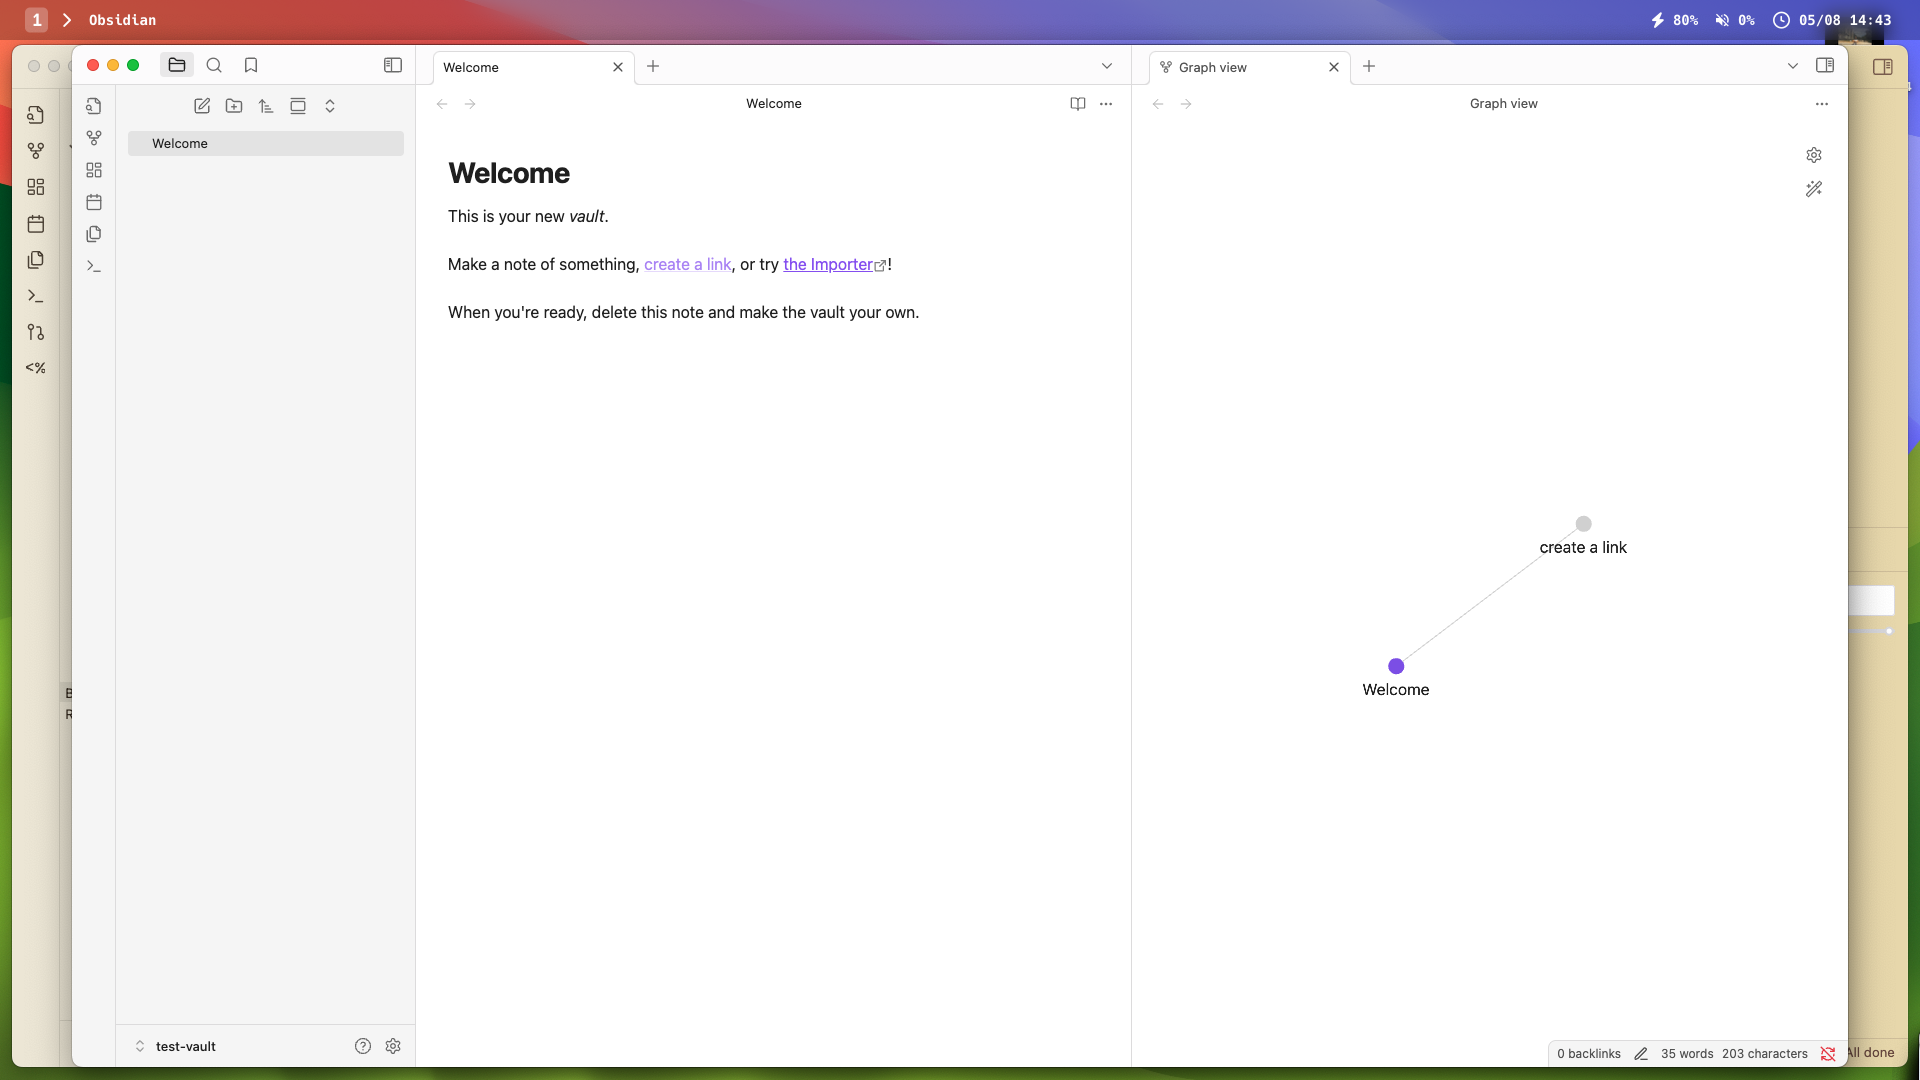 1 Obsidian 80% 0% 05/08 14:43
Welcome
Graph view
Welcome
Graph view
Welcome
Welcome
This is your new vault.
Make a note of something, create a link, or try the Importer!
When you're ready, delete this note and make the vault your own.
create a link
Welcome
<%
B
R
test-vault
0 backlinks 35 words 203 characters
All done